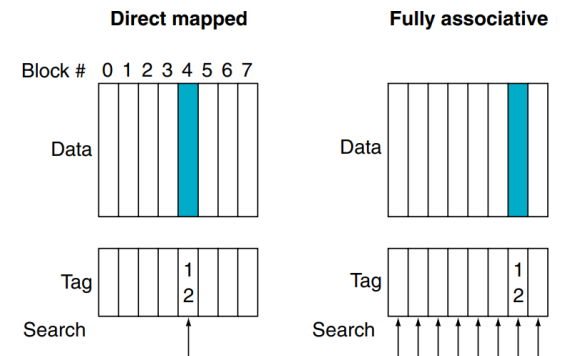 Direct mapped
Block # 0 1 2 3 4 5 6 7
Data
Tag
1
2
Search
Fully associative
Data
Tag
1
2
Search